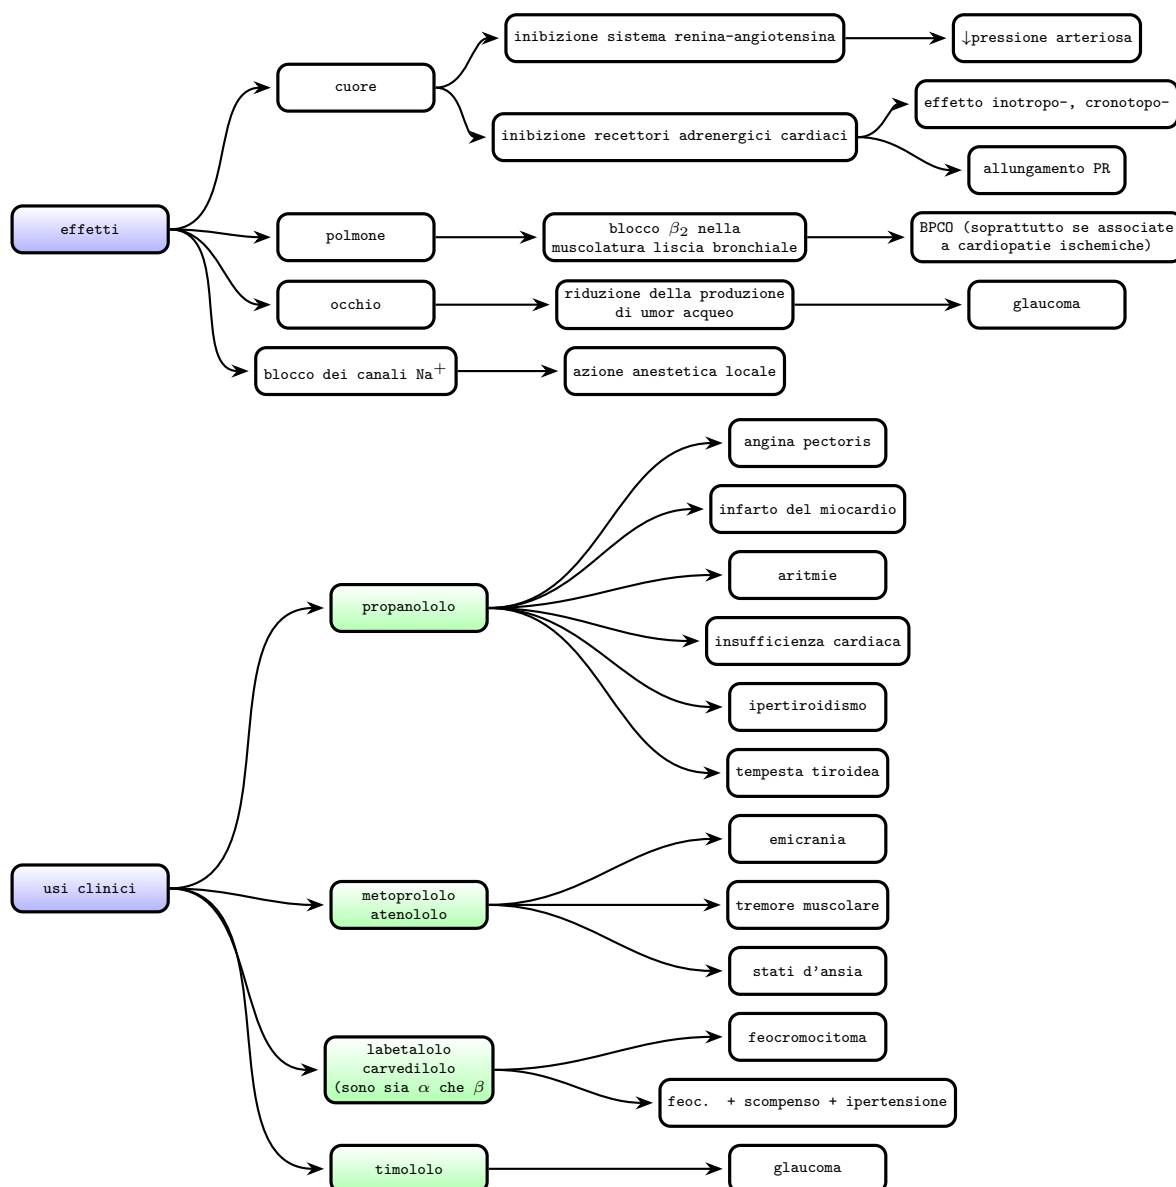 effetti
cuore
inibizione sistema renina-angiotensina
↓pressione arteriosa
inibizione recettori adrenergici cardiaci
effetto inotropo-, cronotopo-
allungamento PR
polmone
blocco β₂ nella
muscolatura liscia bronchiale
BPCO (soprattutto se associate
a cardiopatie ischemiche)
occhio
riduzione della produzione
di umor acqueo
glaucoma
blocco dei canali Na⁺
azione anestetica locale
usi clinici
propanololo
angina pectoris
infarto del miocardio
aritmie
insufficienza cardiaca
ipertiroidismo
tempesta tiroidea
metoprololo
atenololo
emicrania
tremore muscolare
stati d'ansia
labetalolo
carvedilolo
(sono sia α che β
feocromocitoma
feoc. + scompenso + ipertensione
timololo
glaucoma